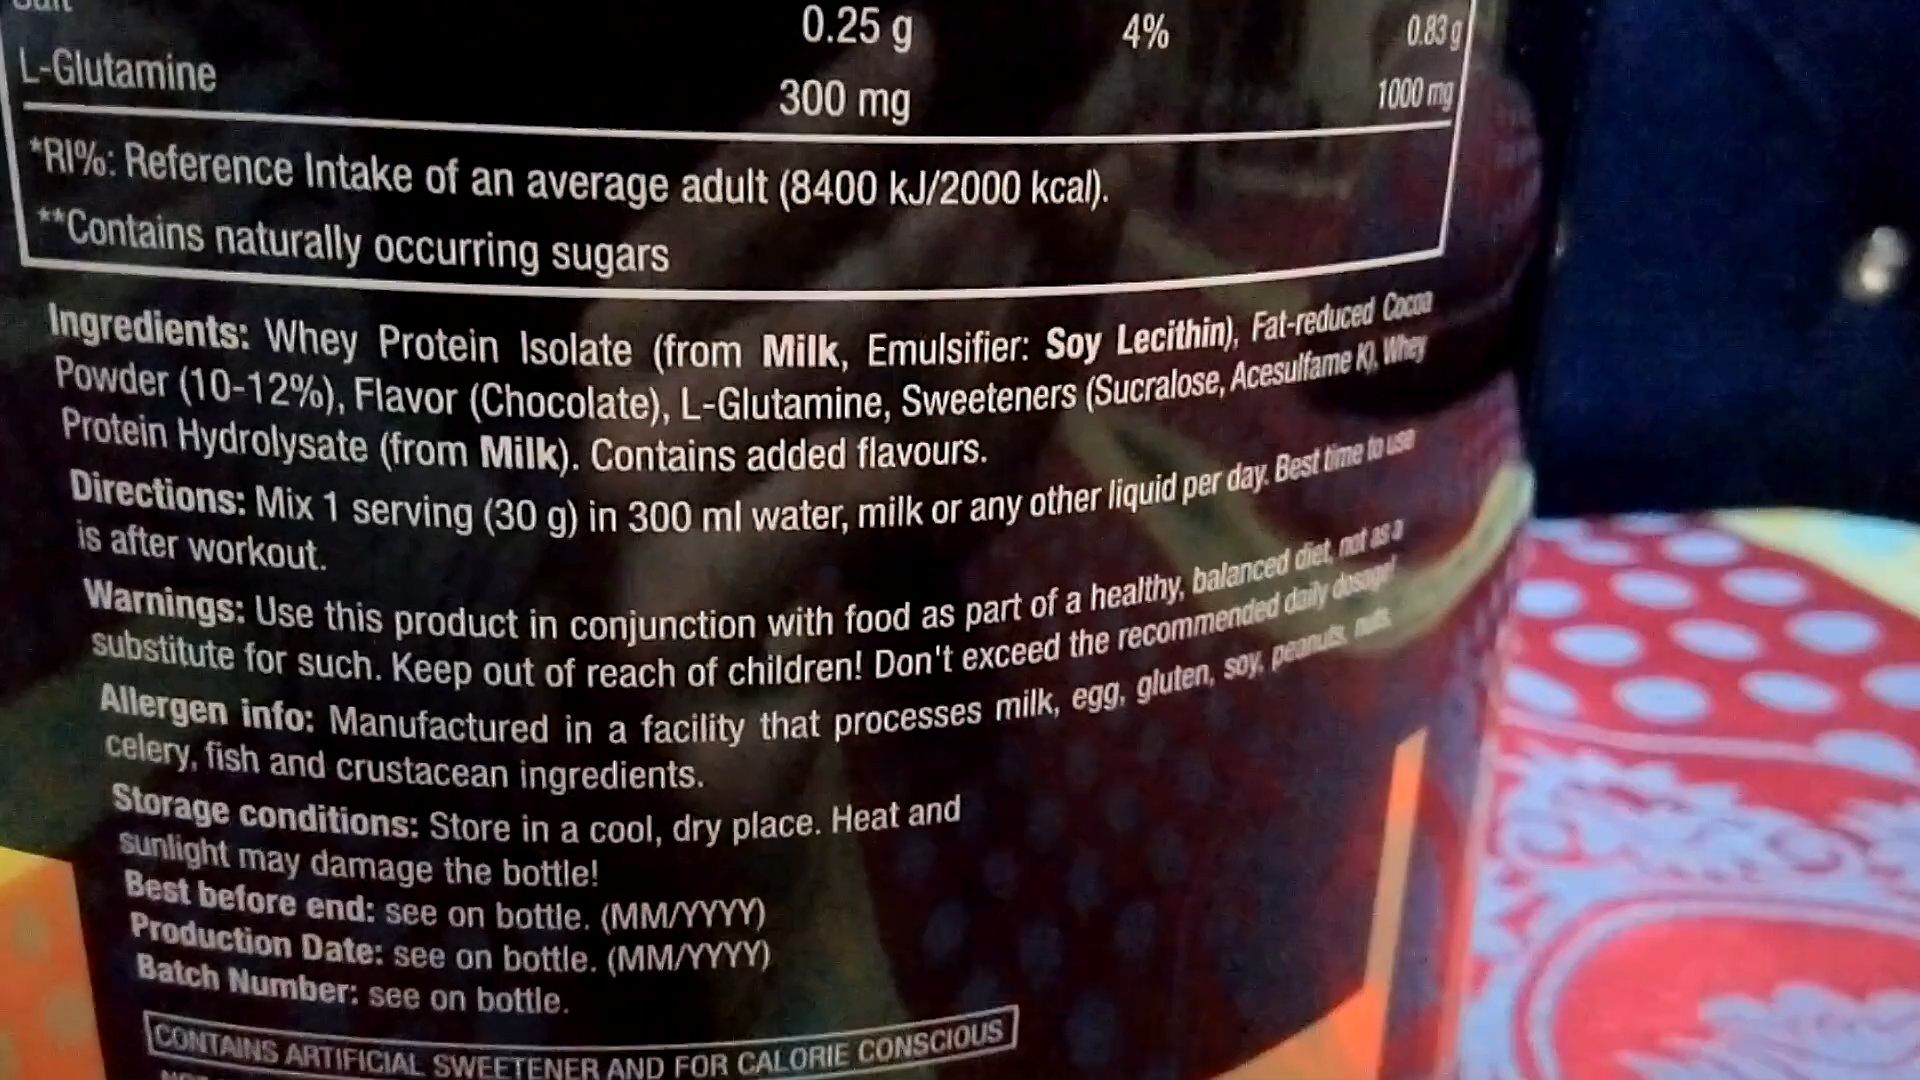 Salt 0.25 g 4% 0.83 g
L-Glutamine 300 mg 1000 mg
*RI%: Reference Intake of an average adult (8400 kJ/2000 kcal).
**Contains naturally occurring sugars
Ingredients: Whey Protein Isolate (from Milk, Emulsifier: Soy Lecithin), Fat-reduced Cocoa
Powder (10-12%), Flavor (Chocolate), L-Glutamine, Sweeteners (Sucralose, Acesulfame K), Whey
Protein Hydrolysate (from Milk). Contains added flavours.
Directions: Mix 1 serving (30 g) in 300 ml water, milk or any other liquid per day. Best time to use
is after workout.
Warnings: Use this product in conjunction with food as part of a healthy, balanced diet, not as a
substitute for such. Keep out of reach of children! Don't exceed the recommended daily dosage!
Allergen info: Manufactured in a facility that processes milk, egg, gluten, soy, peanuts, nuts,
celery, fish and crustacean ingredients.
Storage conditions: Store in a cool, dry place. Heat and
sunlight may damage the bottle!
Best before end: see on bottle. (MM/YYYY)
Production Date: see on bottle. (MM/YYYY)
Batch Number: see on bottle.
CONTAINS ARTIFICIAL SWEETENER AND FOR CALORIE CONSCIOUS